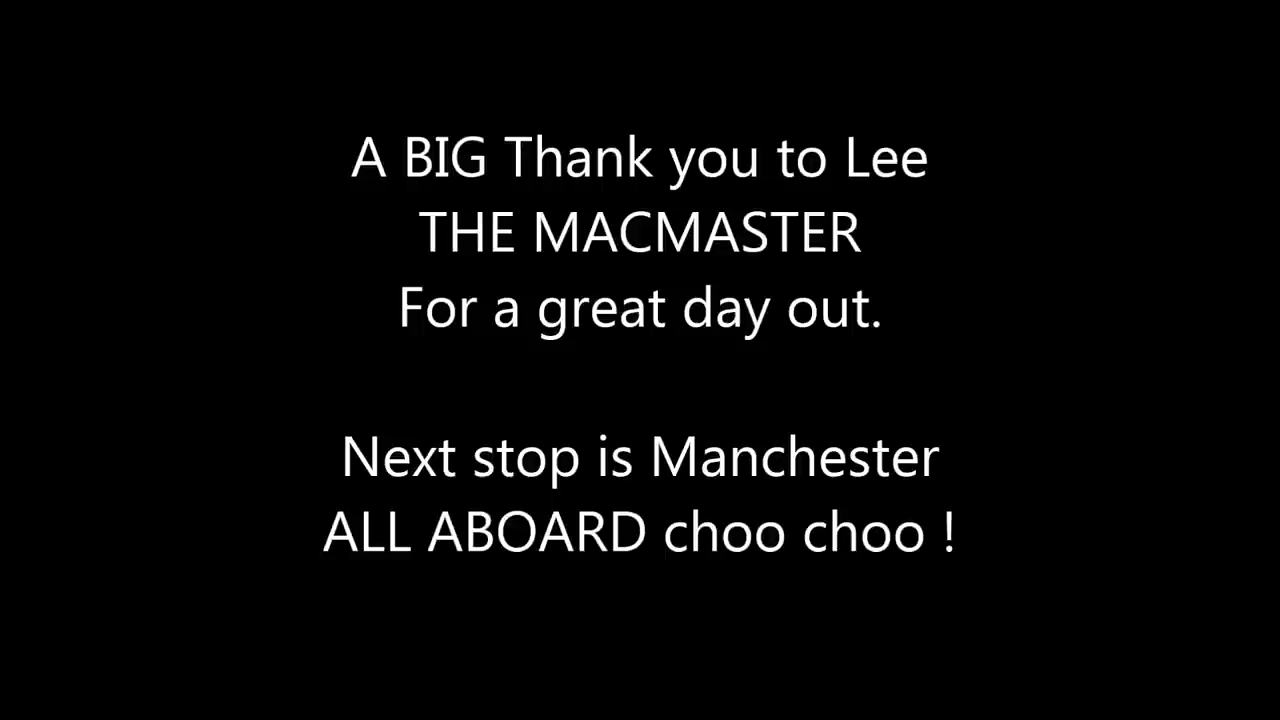 A BIG Thank you to Lee
THE MACMASTER
For a great day out.
Next stop is Manchester
ALL ABOARD choo choo !